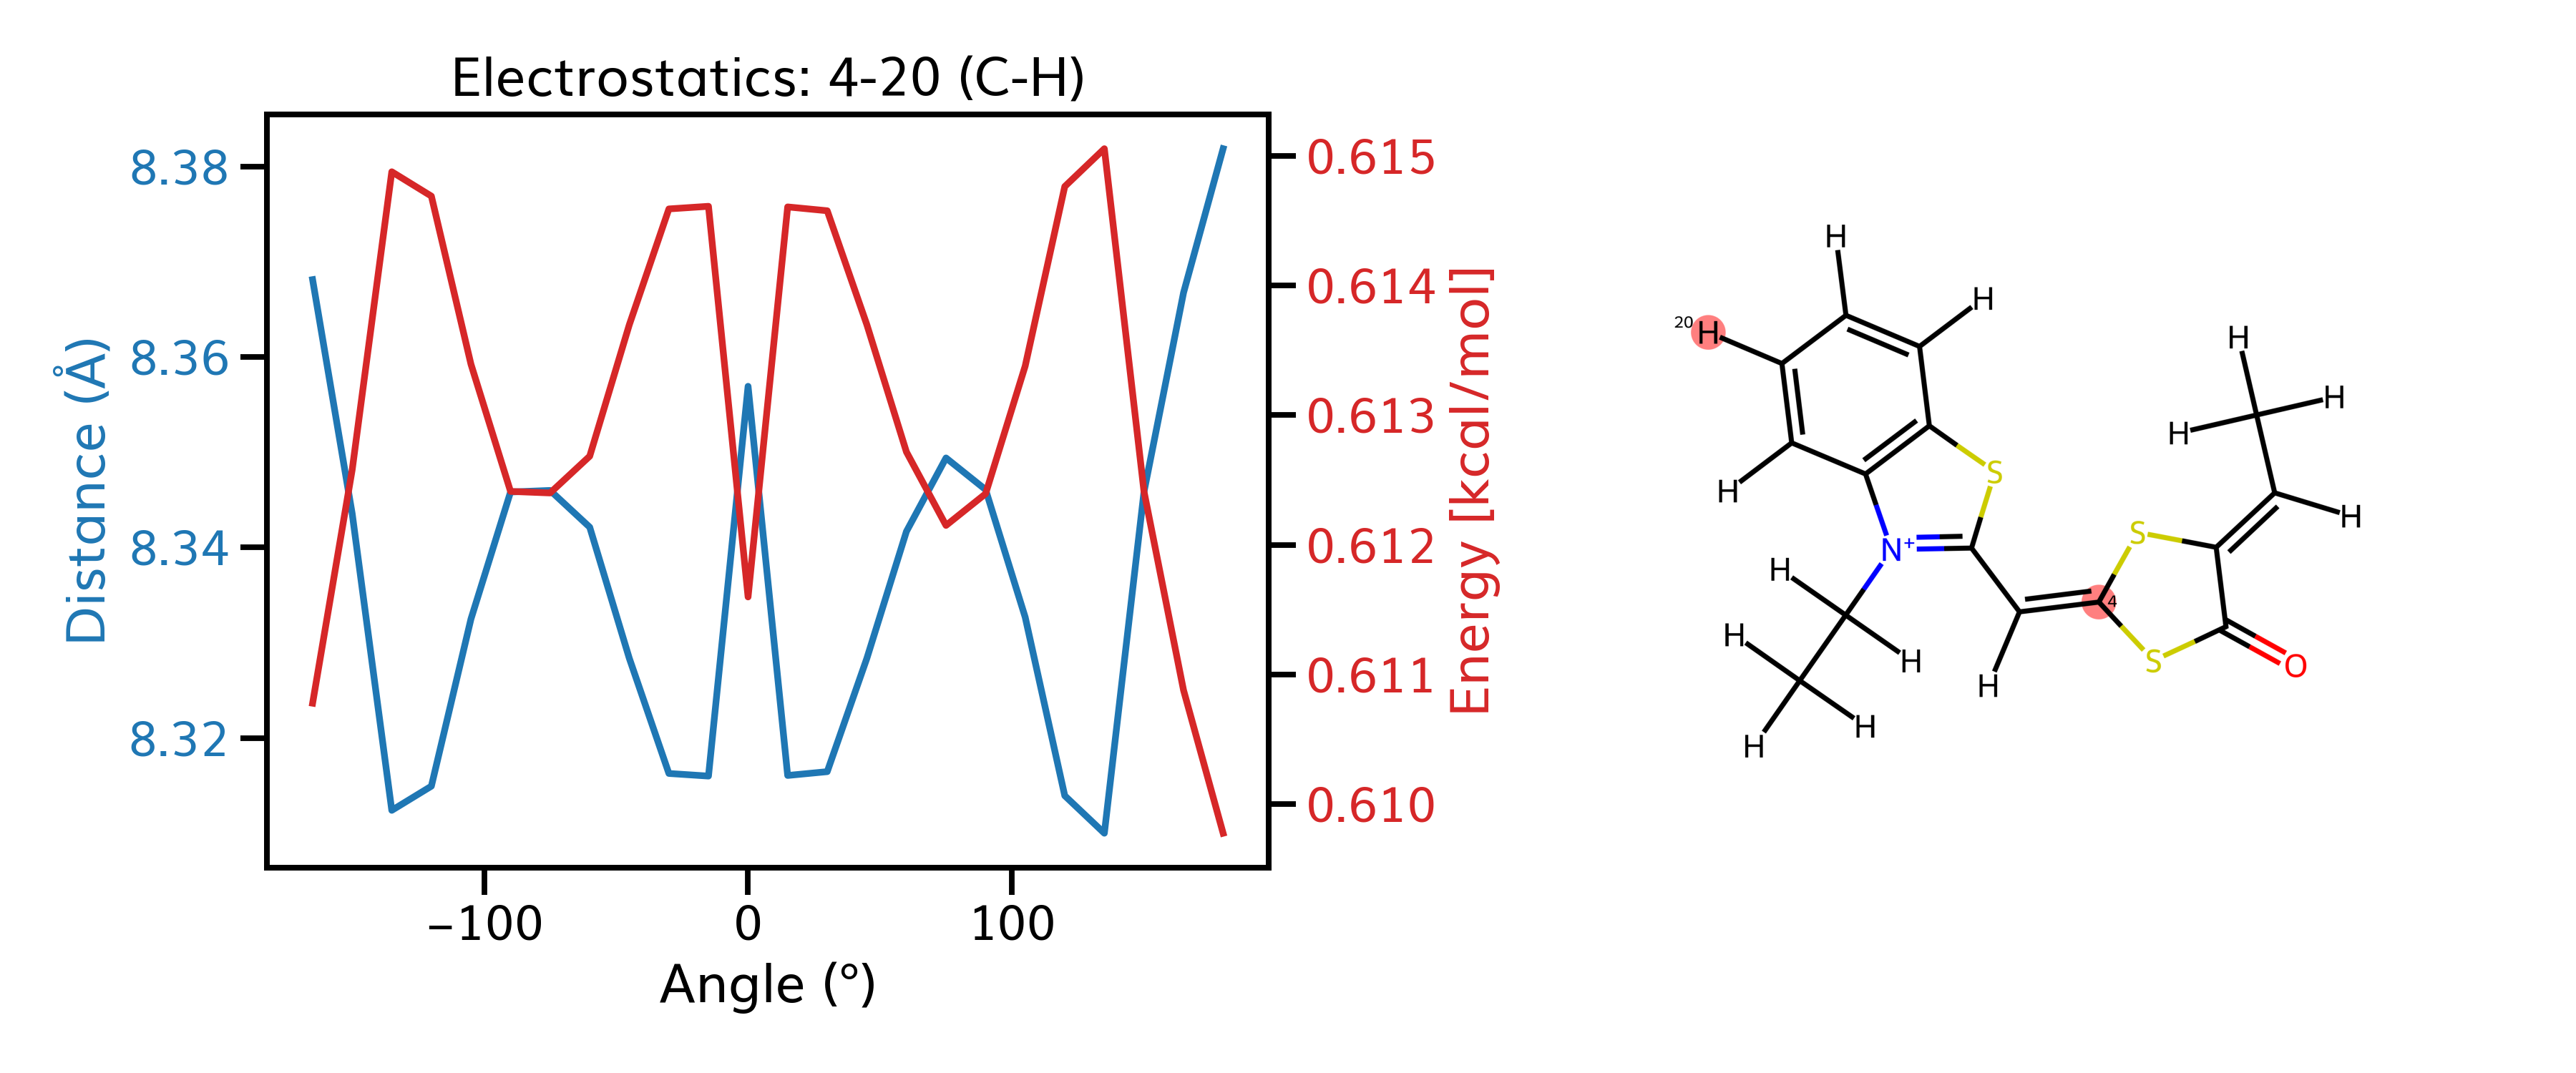 Electrostatics: 4-20 (C-H)
8.38
8.36
8.34
8.32
Distance (Å)
0.615
0.614
0.613
0.612
0.611
0.610
Energy [kcal/mol]
−100
0
100
Angle (°)
H
H
20
H
H
H
H
H
S
H
H
S
N⁺
H
4
H
H
S
O
H
H
H